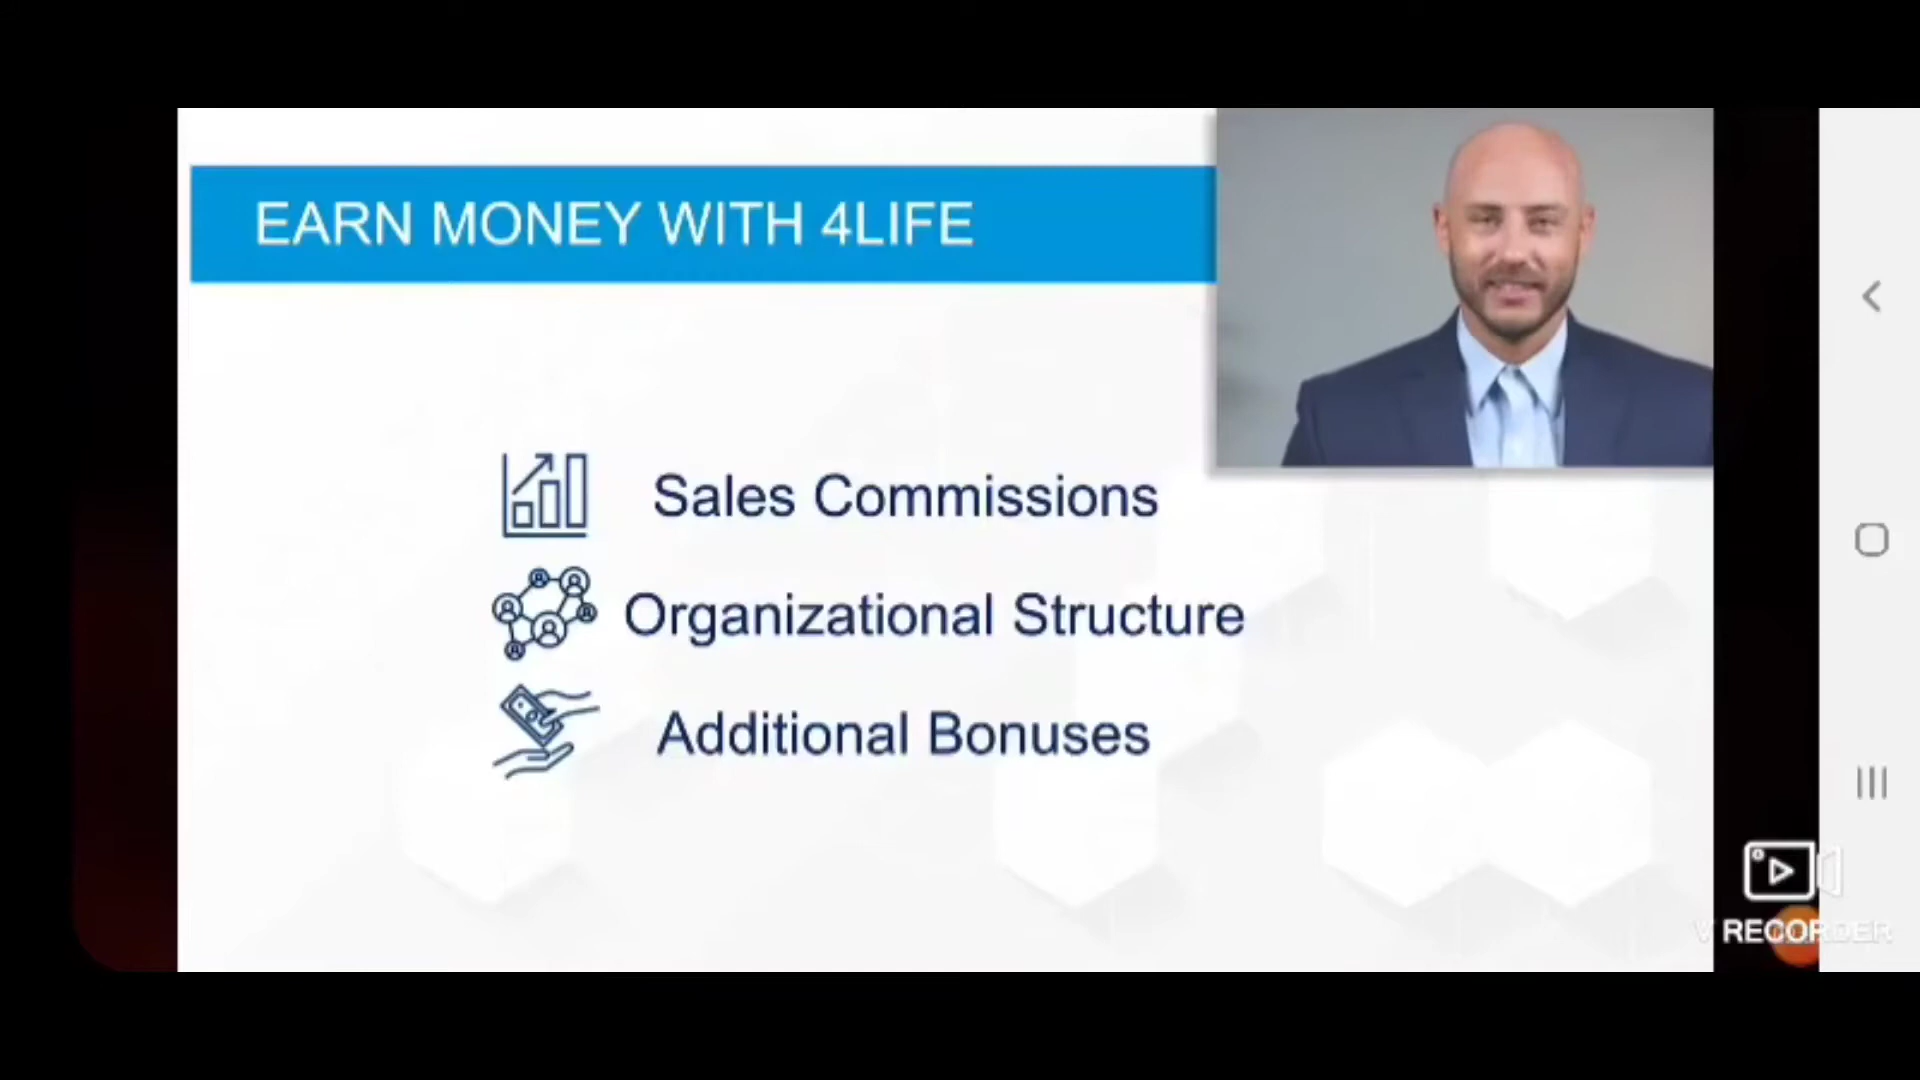 EARN MONEY WITH 4LIFE
Sales Commissions
Organizational Structure
Additional Bonuses
V RECORDER